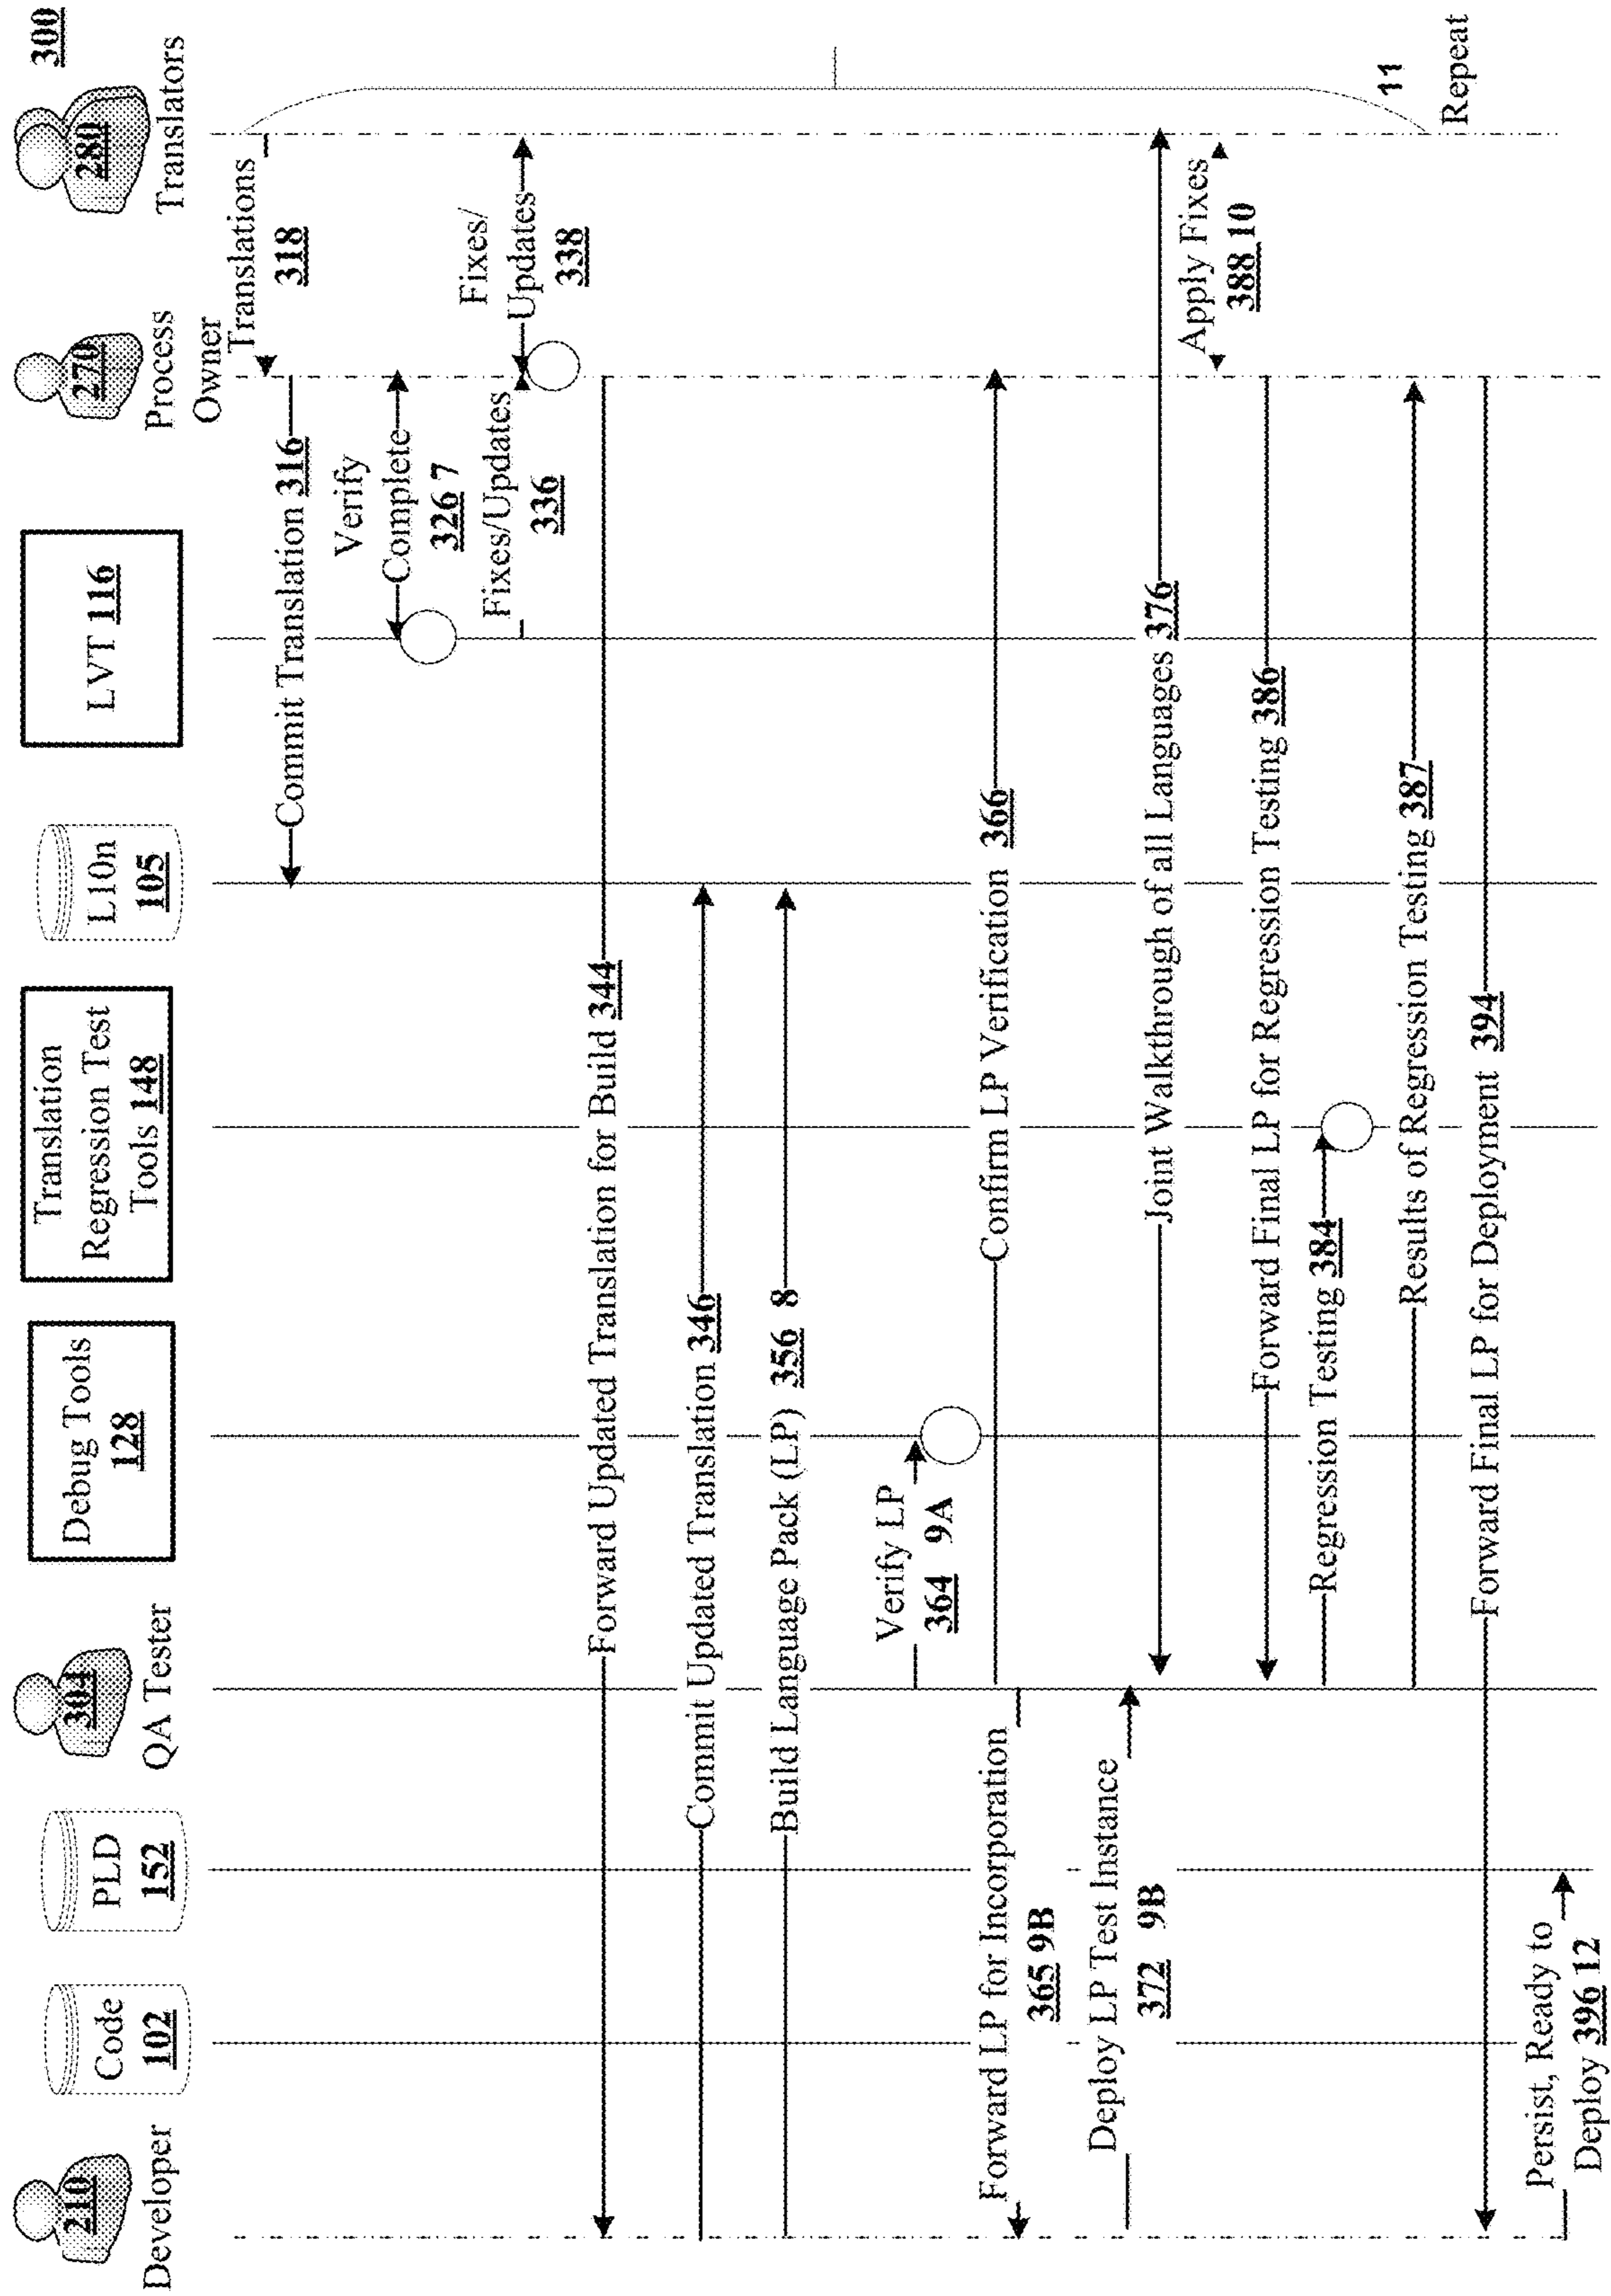 300
210
Developer
Code
102
PLD
152
304
QA Tester
Debug Tools
128
Translation
Regression Test
Tools 148
L10n
105
LVT 116
270
Process
Owner
280
Translators
Translations
318
Commit Translation 316
Verify
Complete
326 7
Fixes/Updates
336
Fixes/
Updates
338
Forward Updated Translation for Build 344
Commit Updated Translation 346
Build Language Pack (LP) 356 8
Verify LP
364 9A
Confirm LP Verification 366
Forward LP for Incorporation
365 9B
Deploy LP Test Instance
372 9B
Joint Walkthrough of all Languages 376
Apply Fixes
388 10
Forward Final LP for Regression Testing 386
Regression Testing 384
Results of Regression Testing 387
11
Repeat
Forward Final LP for Deployment 394
Persist, Ready to
Deploy 396 12